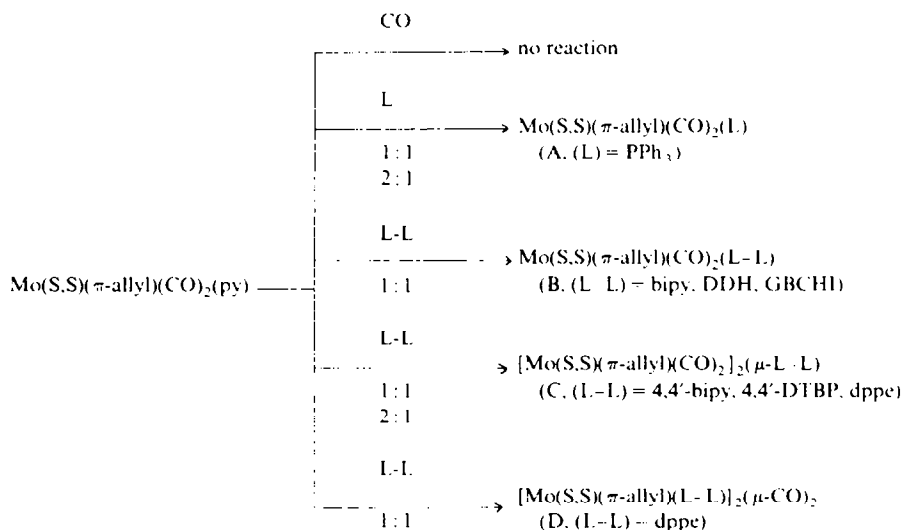 CO
no reaction
L
Mo(S,S)(π-allyl)(CO)₂(L)
1:1
(A, (L) = PPh₃)
2:1
L-L
Mo(S,S)(π-allyl)(CO)₂(L-L)
Mo(S,S)(π-allyl)(CO)₂(py)
1:1
(B, (L L) = bipy, DDH, GBCHI)
L-L
[Mo(S,S)(π-allyl)(CO)₂]₂(μ-L L)
1:1
(C, (L-L) = 4,4'-bipy, 4,4'-DTBP, dppe)
2:1
L-L
[Mo(S,S)(π-allyl)(L-L)]₂(μ-CO)₂
1:1
(D, (L-L) = dppe)